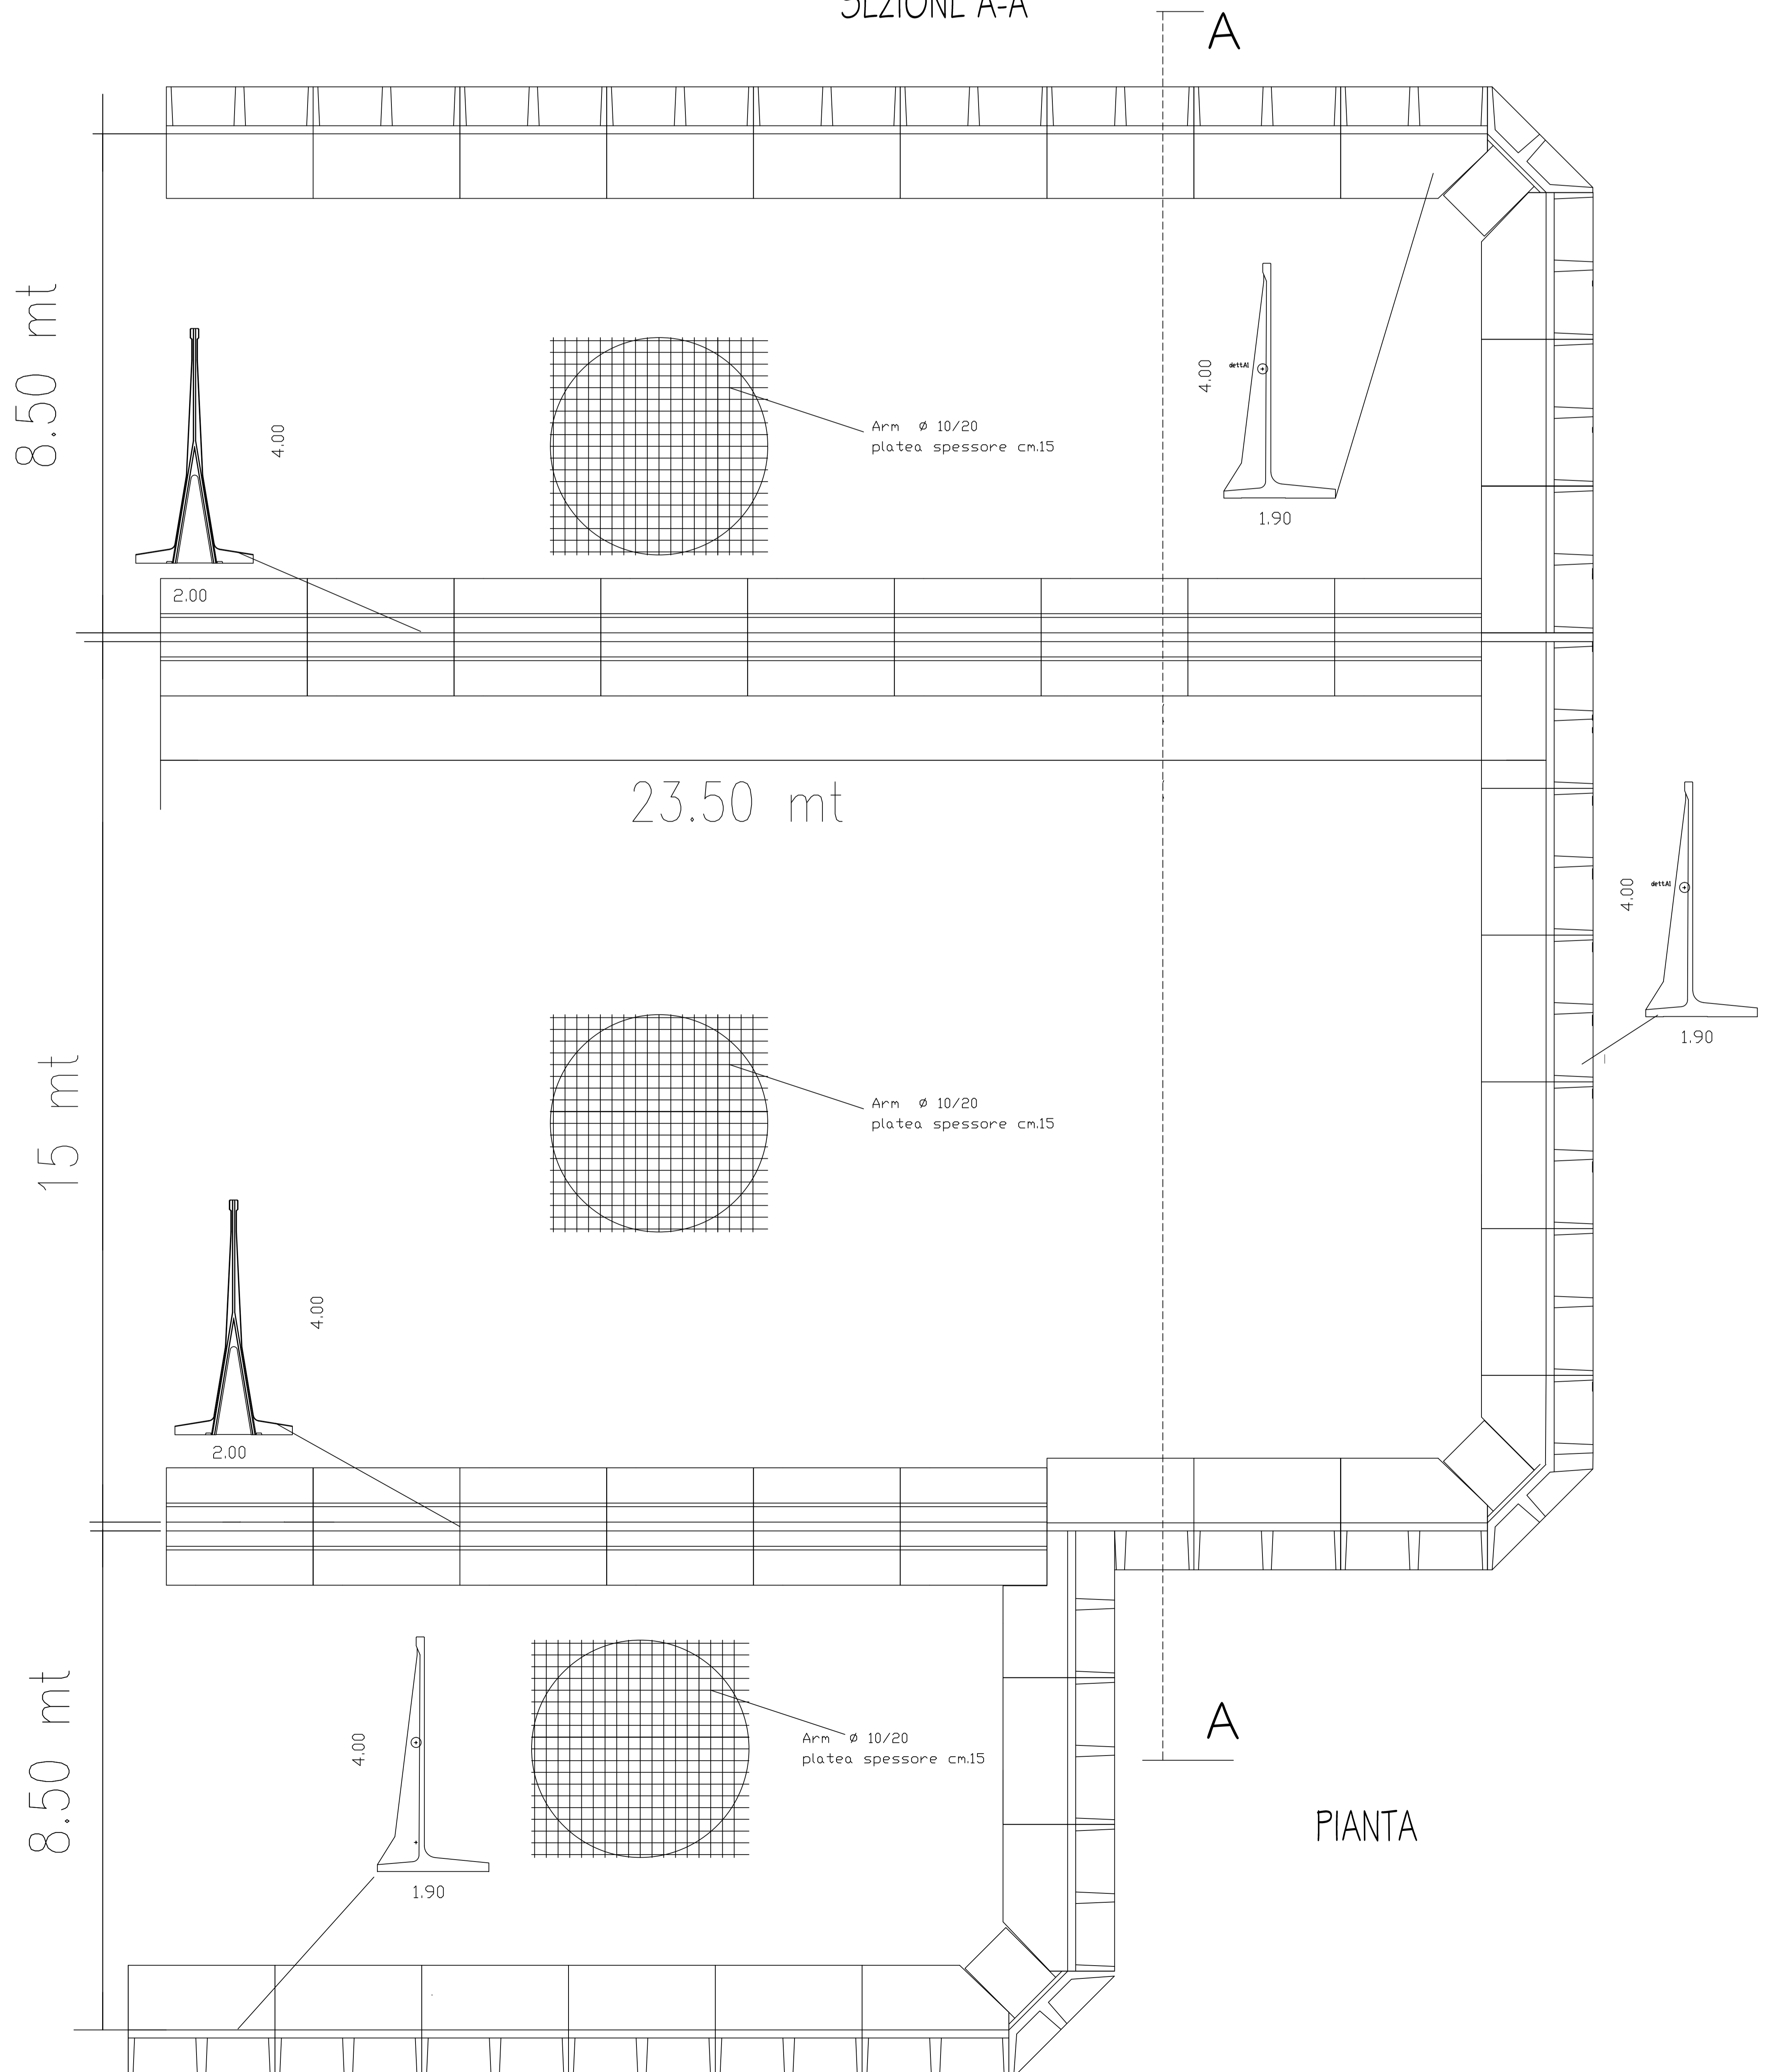 SEZIONE A-A
A
8.50 mt
4.00
2.00
Arm ø 10/20
platea spessore cm.15
4.00
dettA1
1.90
23.50 mt
4.00
dettA1
1.90
15 mt
Arm ø 10/20
platea spessore cm.15
4.00
2.00
8.50 mt
4.00
1.90
Arm ø 10/20
platea spessore cm.15
A
PIANTA